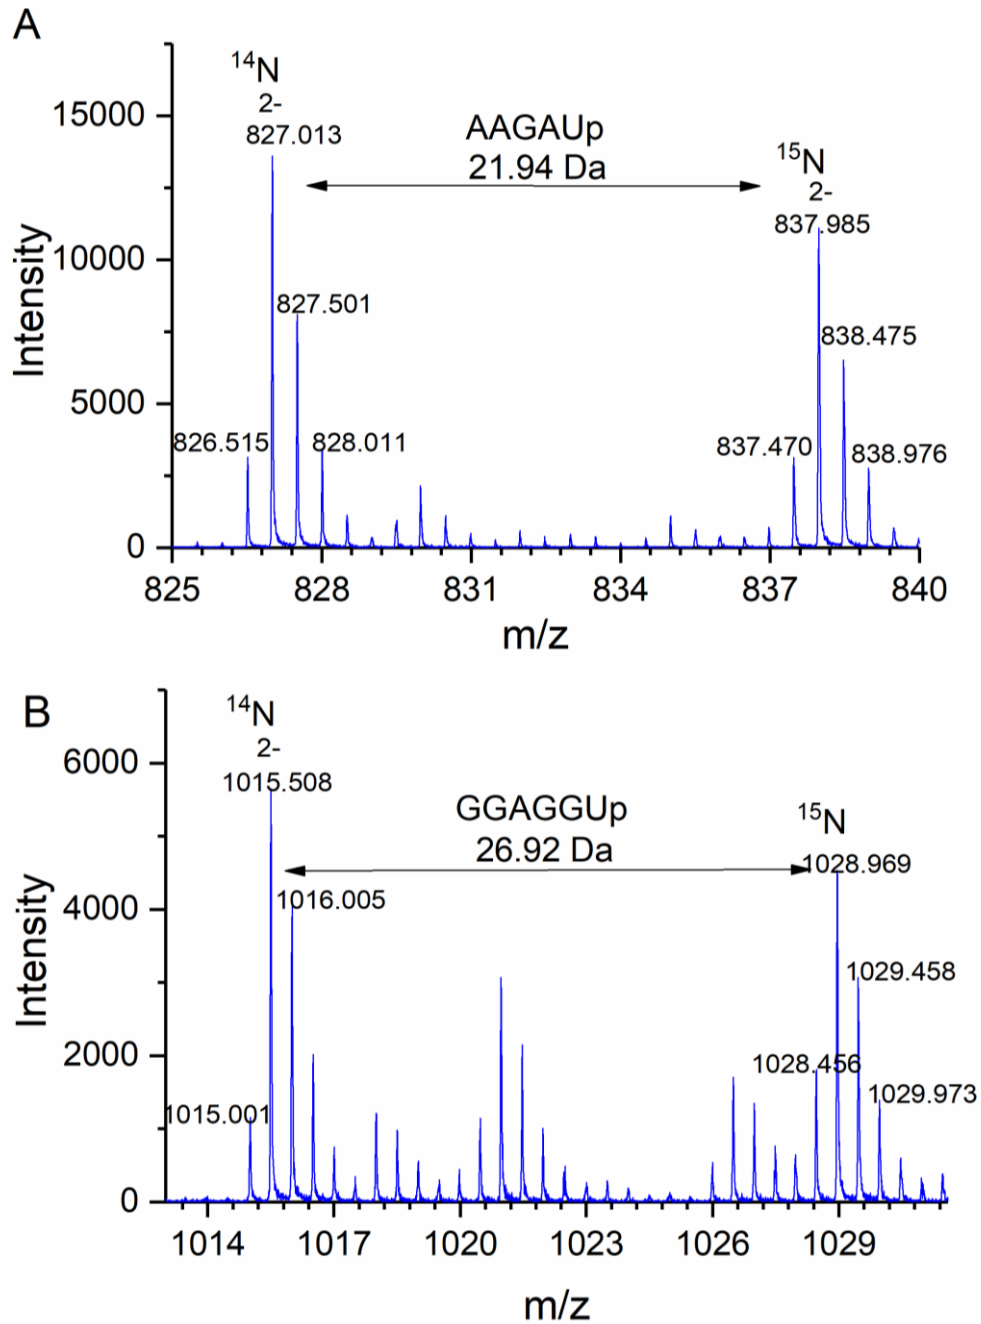 A
¹⁴N
2-
827.013
AAGAUp
21.94 Da
¹⁵N
2-
837.985
827.501
838.475
826.515
828.011
837.470
838.976
Intensity
15000
10000
5000
0
825
828
831
834
837
840
m/z
B
¹⁴N
2-
1015.508
GGAGGUp
26.92 Da
¹⁵N
1028.969
1016.005
1029.458
1028.456
1029.973
1015.001
Intensity
6000
4000
2000
0
1014
1017
1020
1023
1026
1029
m/z